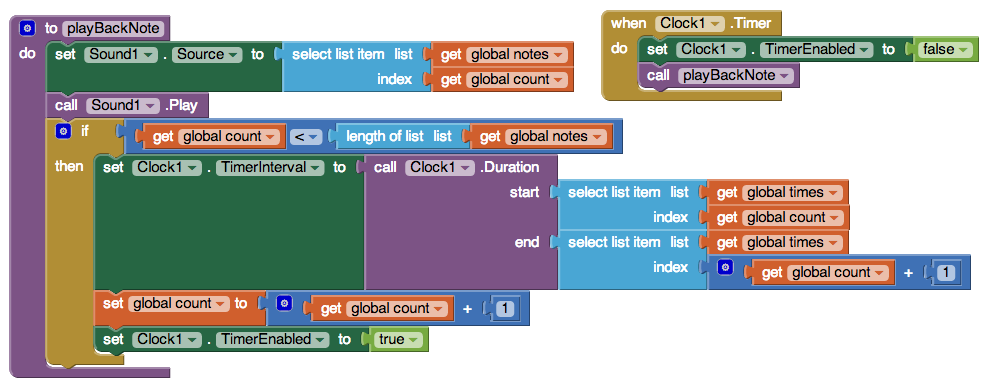 to playBackNote
do set Sound1 . Source to select list item list get global notes
index get global count
call Sound1 .Play
if get global count < length of list list get global notes
then set Clock1 . TimerInterval to call Clock1 .Duration
start select list item list get global times
index get global count
end select list item list get global times
index get global count + 1
set global count to get global count + 1
set Clock1 . TimerEnabled to true
when Clock1 .Timer
do set Clock1 . TimerEnabled to false
call playBackNote